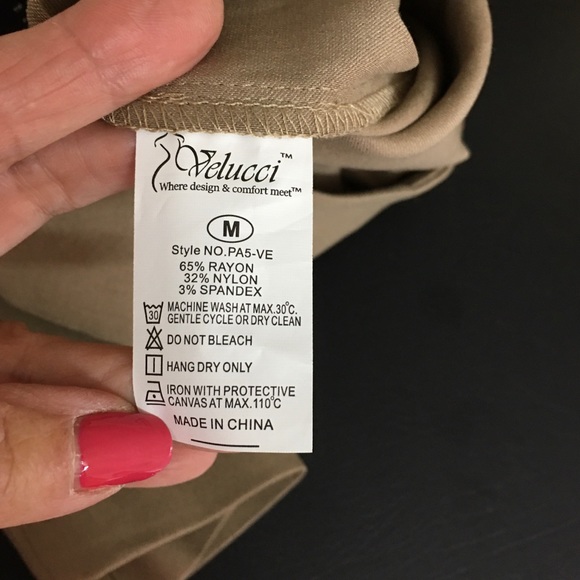 Velucci™
Where design & comfort meet™
M
Style NO.PA5-VE
65% RAYON
32% NYLON
3% SPANDEX
30
MACHINE WASH AT MAX.30°C.
GENTLE CYCLE OR DRY CLEAN
DO NOT BLEACH
HANG DRY ONLY
IRON WITH PROTECTIVE
CANVAS AT MAX.110°C
MADE IN CHINA